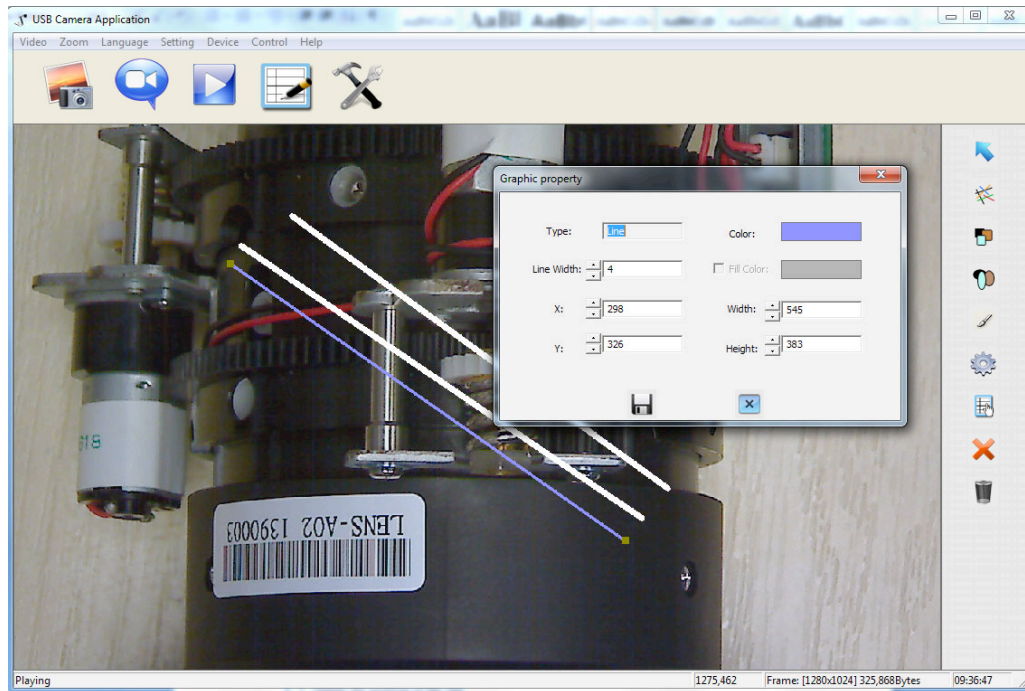 USB Camera Application
Video Zoom Language Setting Device Control Help
Graphic property
Type: Line
Color:
Line Width: 4
Fill Color:
X: 298
Width: 545
Y: 326
Height: 383
618
LENS-A02 1390003
Playing
1275,462
Frame: [1280x1024] 325,868Bytes
09:36:47